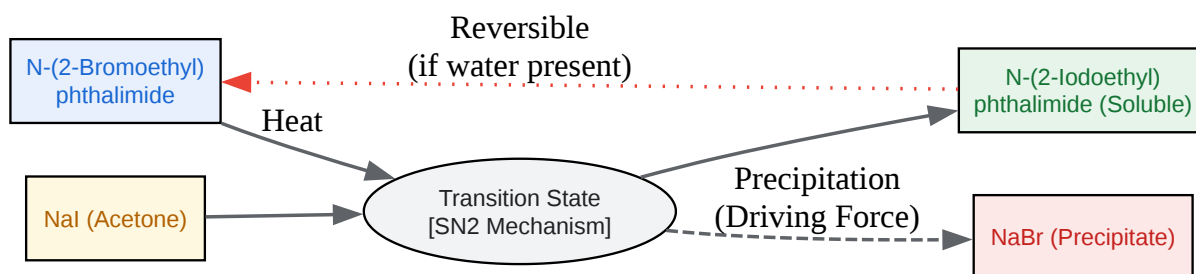 Reversible
(if water present)
N-(2-Bromoethyl)
phthalimide
N-(2-Iodoethyl)
phthalimide (Soluble)
Heat
NaI (Acetone)
Transition State
[SN2 Mechanism]
Precipitation
(Driving Force)
NaBr (Precipitate)